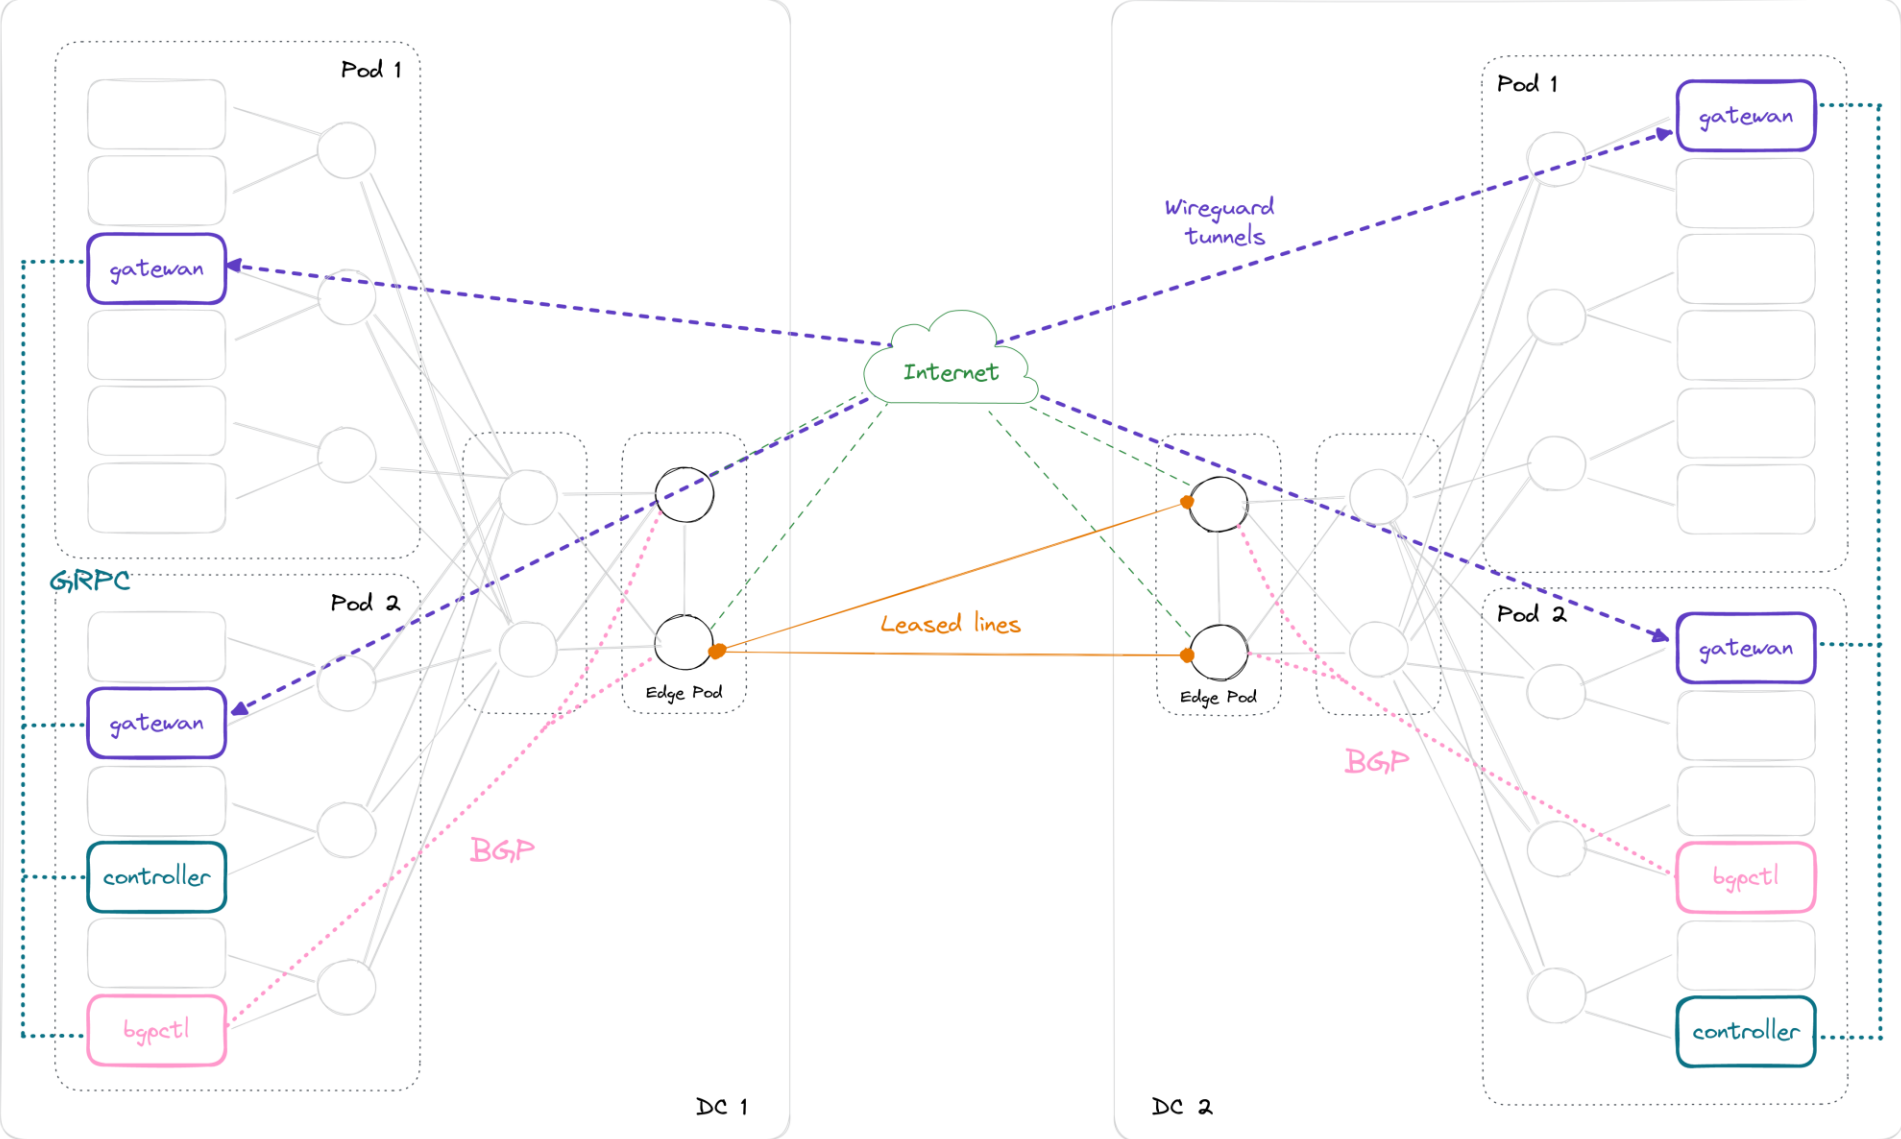 Pod 1
Pod 1
gatewan
Wireguard
tunnels
gatewan
Internet
GRPC
Pod 2
Pod 2
Leased lines
gatewan
Edge Pod
Edge Pod
gatewan
BGP
BGP
controller
bgpctl
bgpctl
controller
DC 1
DC 2